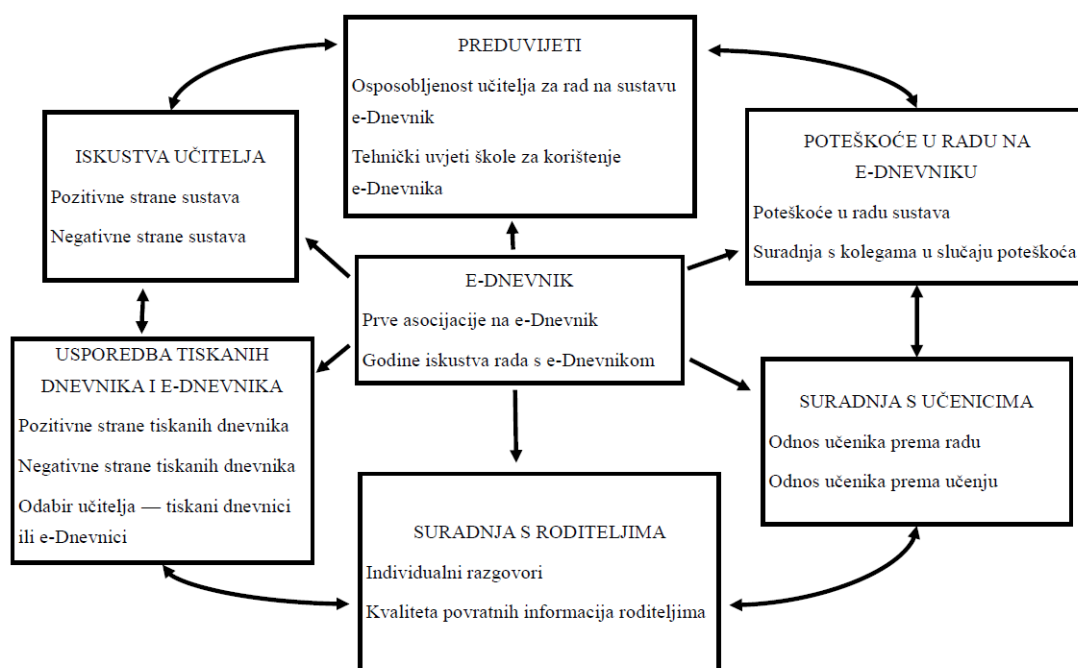 PREDUVIJETI
Osposobljenost učitelja za rad na sustavu
e-Dnevnik
Tehnički uvjeti škole za korištenje
e-Dnevnika
ISKUSTVA UČITELJA
Pozitivne strane sustava
Negativne strane sustava
POTEŠKOĆE U RADU NA
E-DNEVNIKU
Poteškoće u radu sustava
Suradnja s kolegama u slučaju poteškoća
E-DNEVNIK
Prve asocijacije na e-Dnevnik
Godine iskustva rada s e-Dnevnikom
USPOREDBA TISKANIH
DNEVNIKA I E-DNEVNIKA
Pozitivne strane tiskanih dnevnika
Negativne strane tiskanih dnevnika
Odabir učitelja — tiskani dnevnici
ili e-Dnevnici
SURADNJA S UČENICIMA
Odnos učenika prema radu
Odnos učenika prema učenju
SURADNJA S RODITELJIMA
Individualni razgovori
Kvaliteta povratnih informacija roditeljima